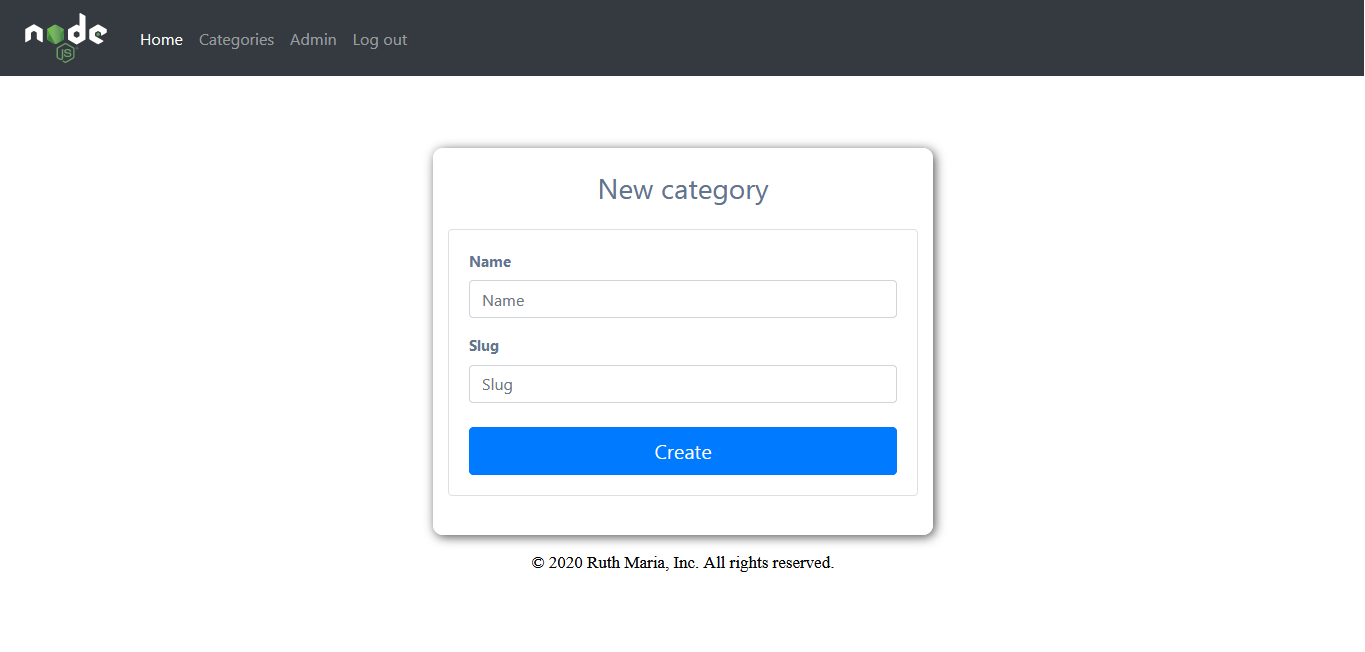 node
JS
Home Categories Admin Log out
New category
Name
Name
Slug
Slug
Create
© 2020 Ruth Maria, Inc. All rights reserved.